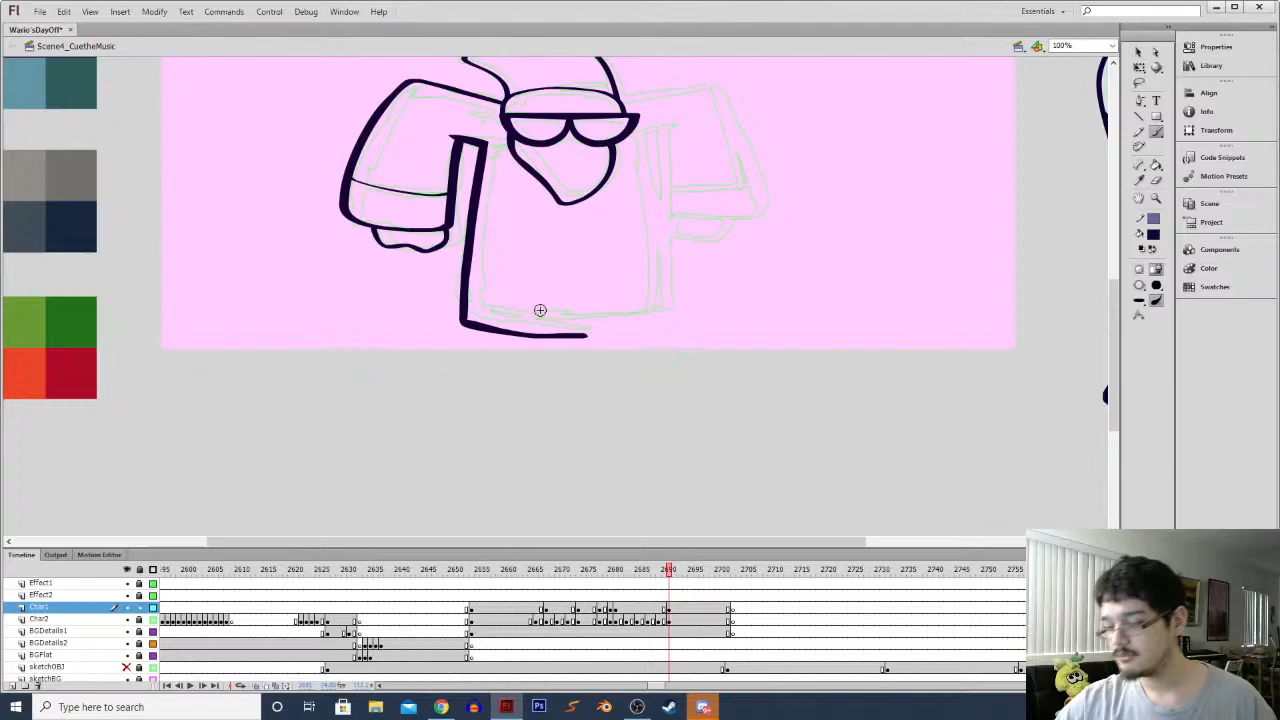 Fl File Edit View Insert Modify Text Commands Control Debug Window Help Essentials
Wario'sDayOff*
Scene4_CuetheMusic 100%
Properties
Library
Align
Info
Transform
Code Snippets
Motion Presets
Scene
Project
Components
Color
Swatches
Timeline Output Motion Editor
95 2600 2605 2610 2615 2620 2625 2630 2635 2640 2645 2650 2655 2660 2665 2670 2675 2680 2685 2690 2695 2700 2705 2710 2715 2720 2725 2730 2735 2740 2745 2750 2755
Effect1
Effect2
Char1
Char2
BGDetails1
BGDetails2
BGFlat
sketchOBJ
sketchBG
Type here to search Fl Ps